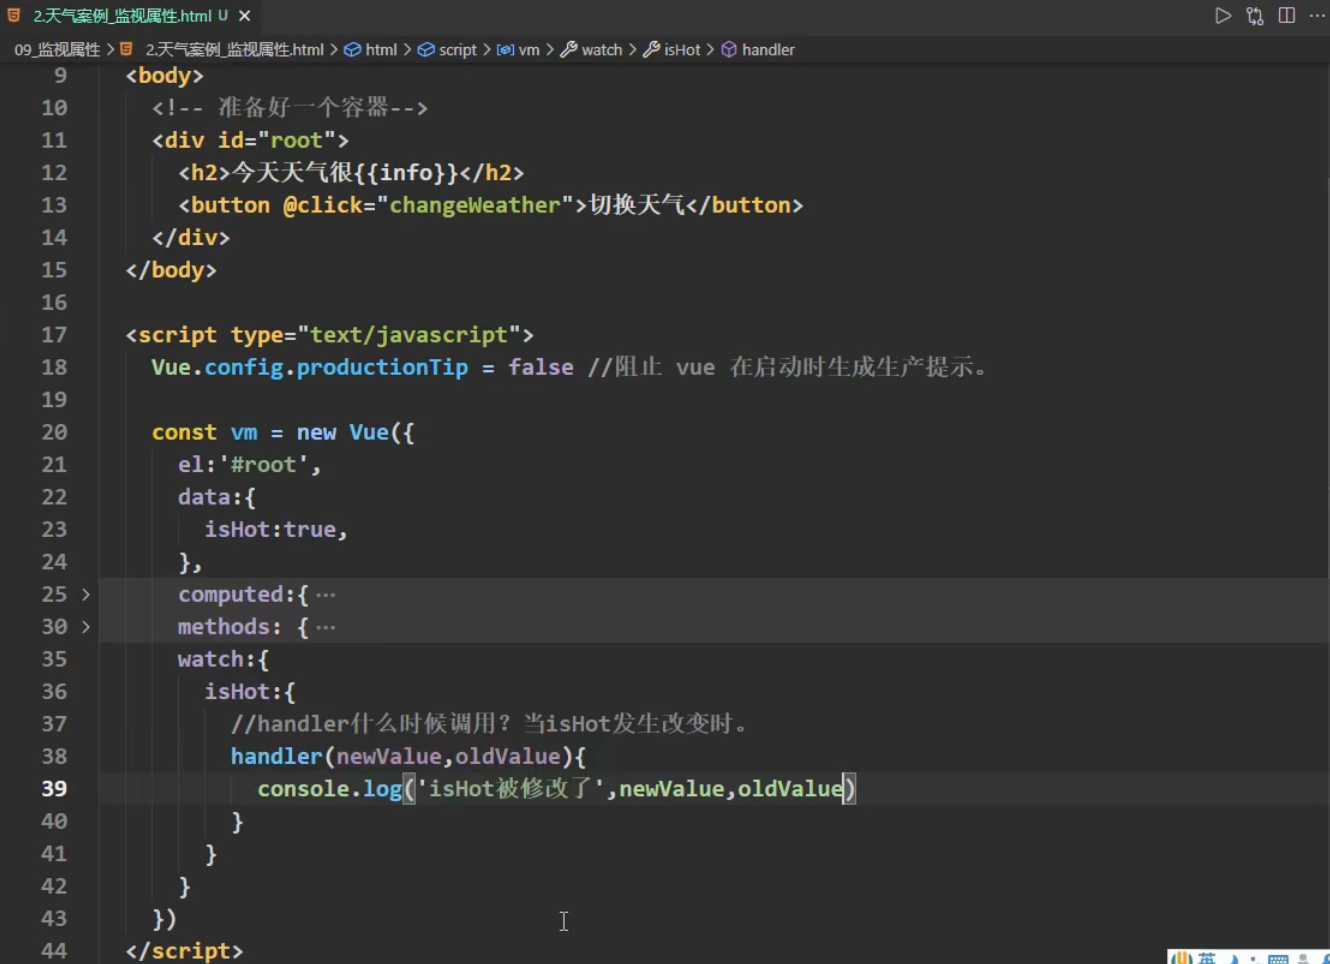 2.天气案例_监视属性.html U ×
09_监视属性 > 2.天气案例_监视属性.html > html > script > vm > watch > isHot > handler
9 <body>
10 <!-- 准备好一个容器-->
11 <div id="root">
12 <h2>今天天气很{{info}}</h2>
13 <button @click="changeWeather">切换天气</button>
14 </div>
15 </body>
16
17 <script type="text/javascript">
18 Vue.config.productionTip = false //阻止 vue 在启动时生成生产提示。
19
20 const vm = new Vue({
21 el:'#root',
22 data:{
23 isHot:true,
24 },
25 > computed:{ ···
30 > methods: { ···
35 watch:{
36 isHot:{
37 //handler什么时候调用？当isHot发生改变时。
38 handler(newValue,oldValue){
39 console.log('isHot被修改了',newValue,oldValue)
40 }
41 }
42 }
43 })
44 </script>
英